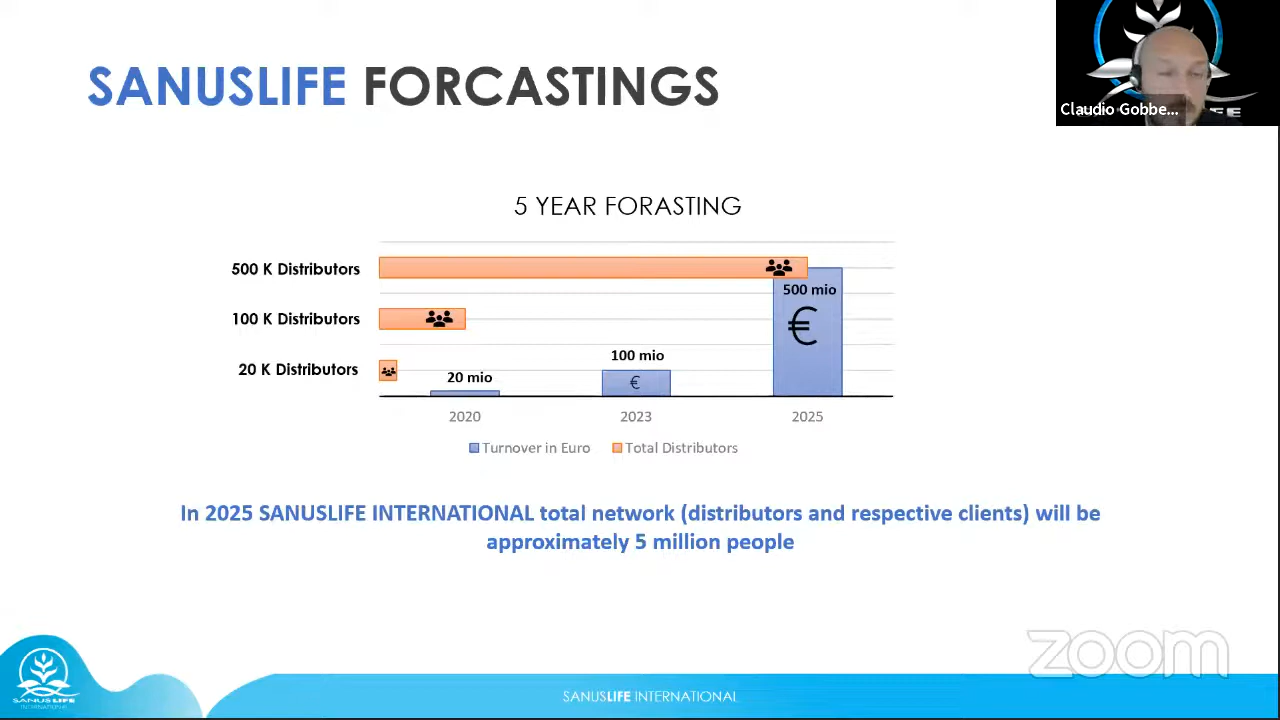 SANUSLIFE FORCASTINGS
Claudio Gobbe...
5 YEAR FORASTING
500 K Distributors
500 mio
€
100 K Distributors
100 mio
20 K Distributors
20 mio
€
2020 2023 2025
Turnover in Euro Total Distributors
In 2025 SANUSLIFE INTERNATIONAL total network (distributors and respective clients) will be
approximately 5 million people
zoom
SANUSLIFE
INTERNATIONAL
SANUSLIFE INTERNATIONAL